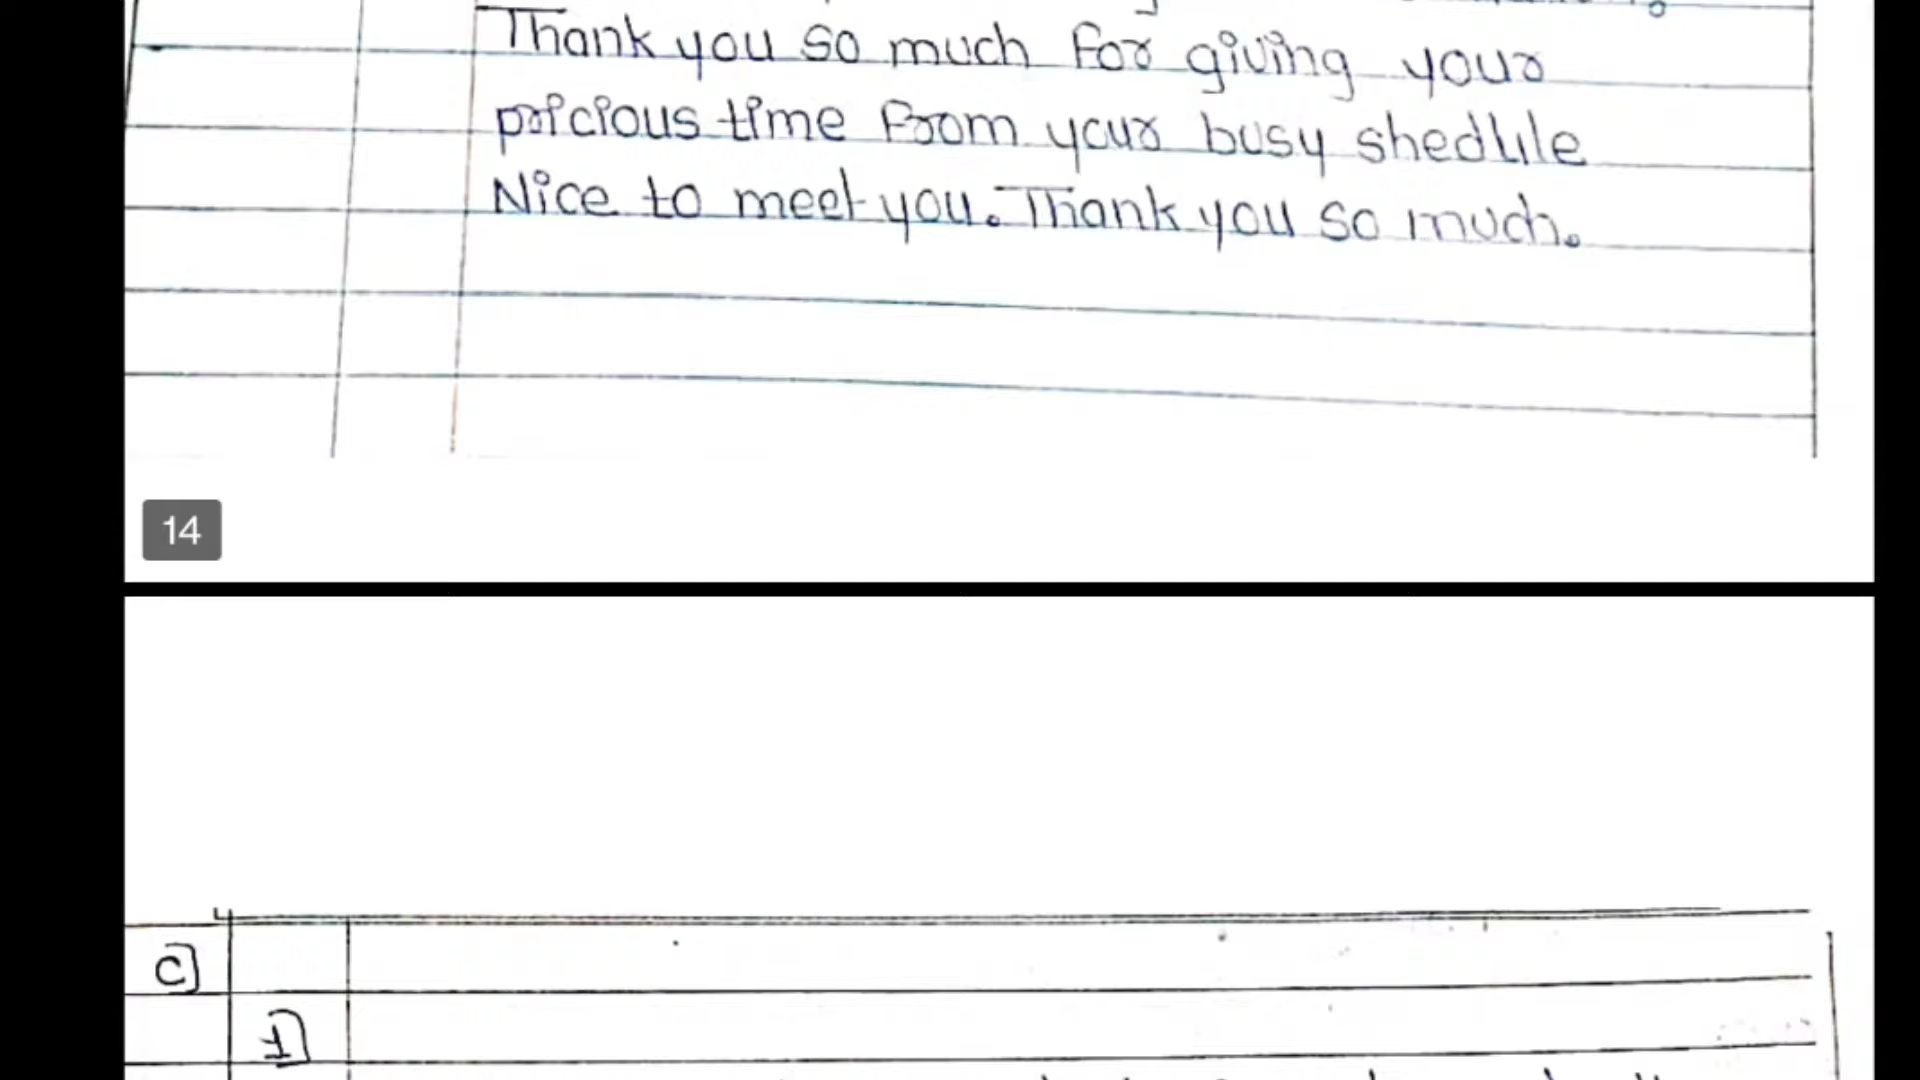 Thank you so much for giving your
pricious time from your busy shedule
Nice to meet you. Thank you so much.
14
C]
1]